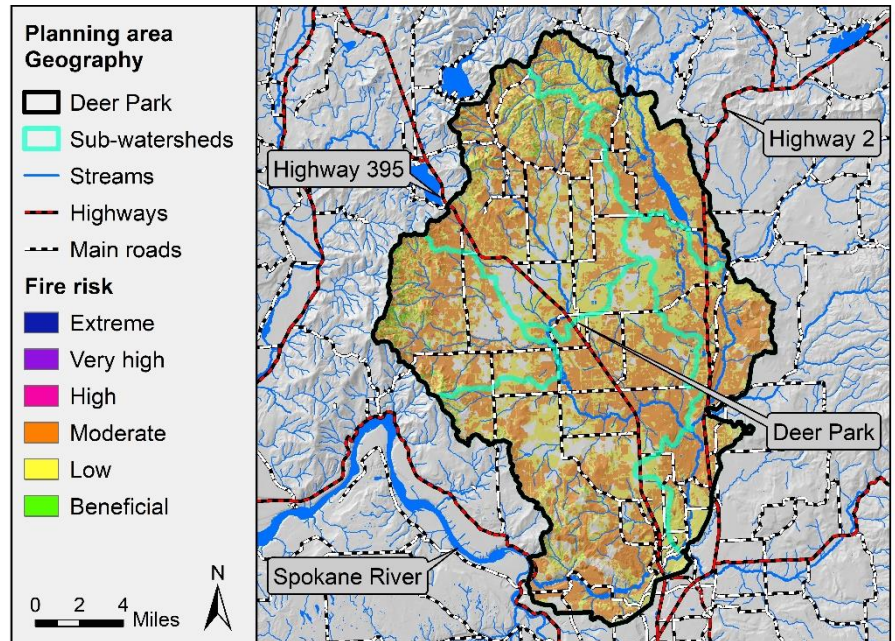 Planning area
Geography
Deer Park
Sub-watersheds
Streams
Highways
Main roads
Fire risk
Extreme
Very high
High
Moderate
Low
Beneficial
0 2 4 Miles
N
Highway 2
Highway 395
Deer Park
Spokane River